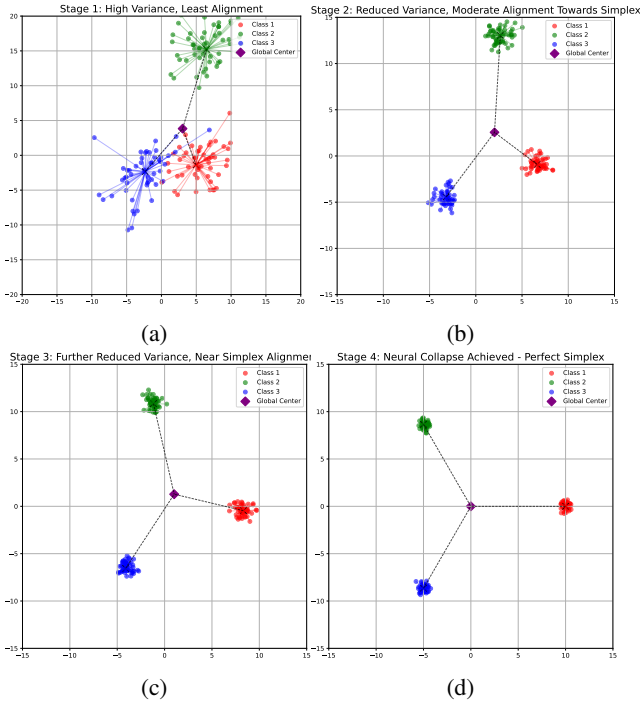 Stage 1: High Variance, Least Alignment
Class 1
Class 2
Class 3
Global Center
20
15
10
5
0
−5
−10
−15
−20
−20 −15 −10 −5 0 5 10 15 20
(a)
Stage 2: Reduced Variance, Moderate Alignment Towards Simplex
Class 1
Class 2
Class 3
Global Center
15
10
5
0
−5
−10
−15
−15 −10 −5 0 5 10 15
(b)
Stage 3: Further Reduced Variance, Near Simplex Alignmen
Class 1
Class 2
Class 3
Global Center
15
10
5
0
−5
−10
−15
−15 −10 −5 0 5 10 15
(c)
Stage 4: Neural Collapse Achieved - Perfect Simplex
Class 1
Class 2
Class 3
Global Center
15
10
5
0
−5
−10
−15
−15 −10 −5 0 5 10 15
(d)